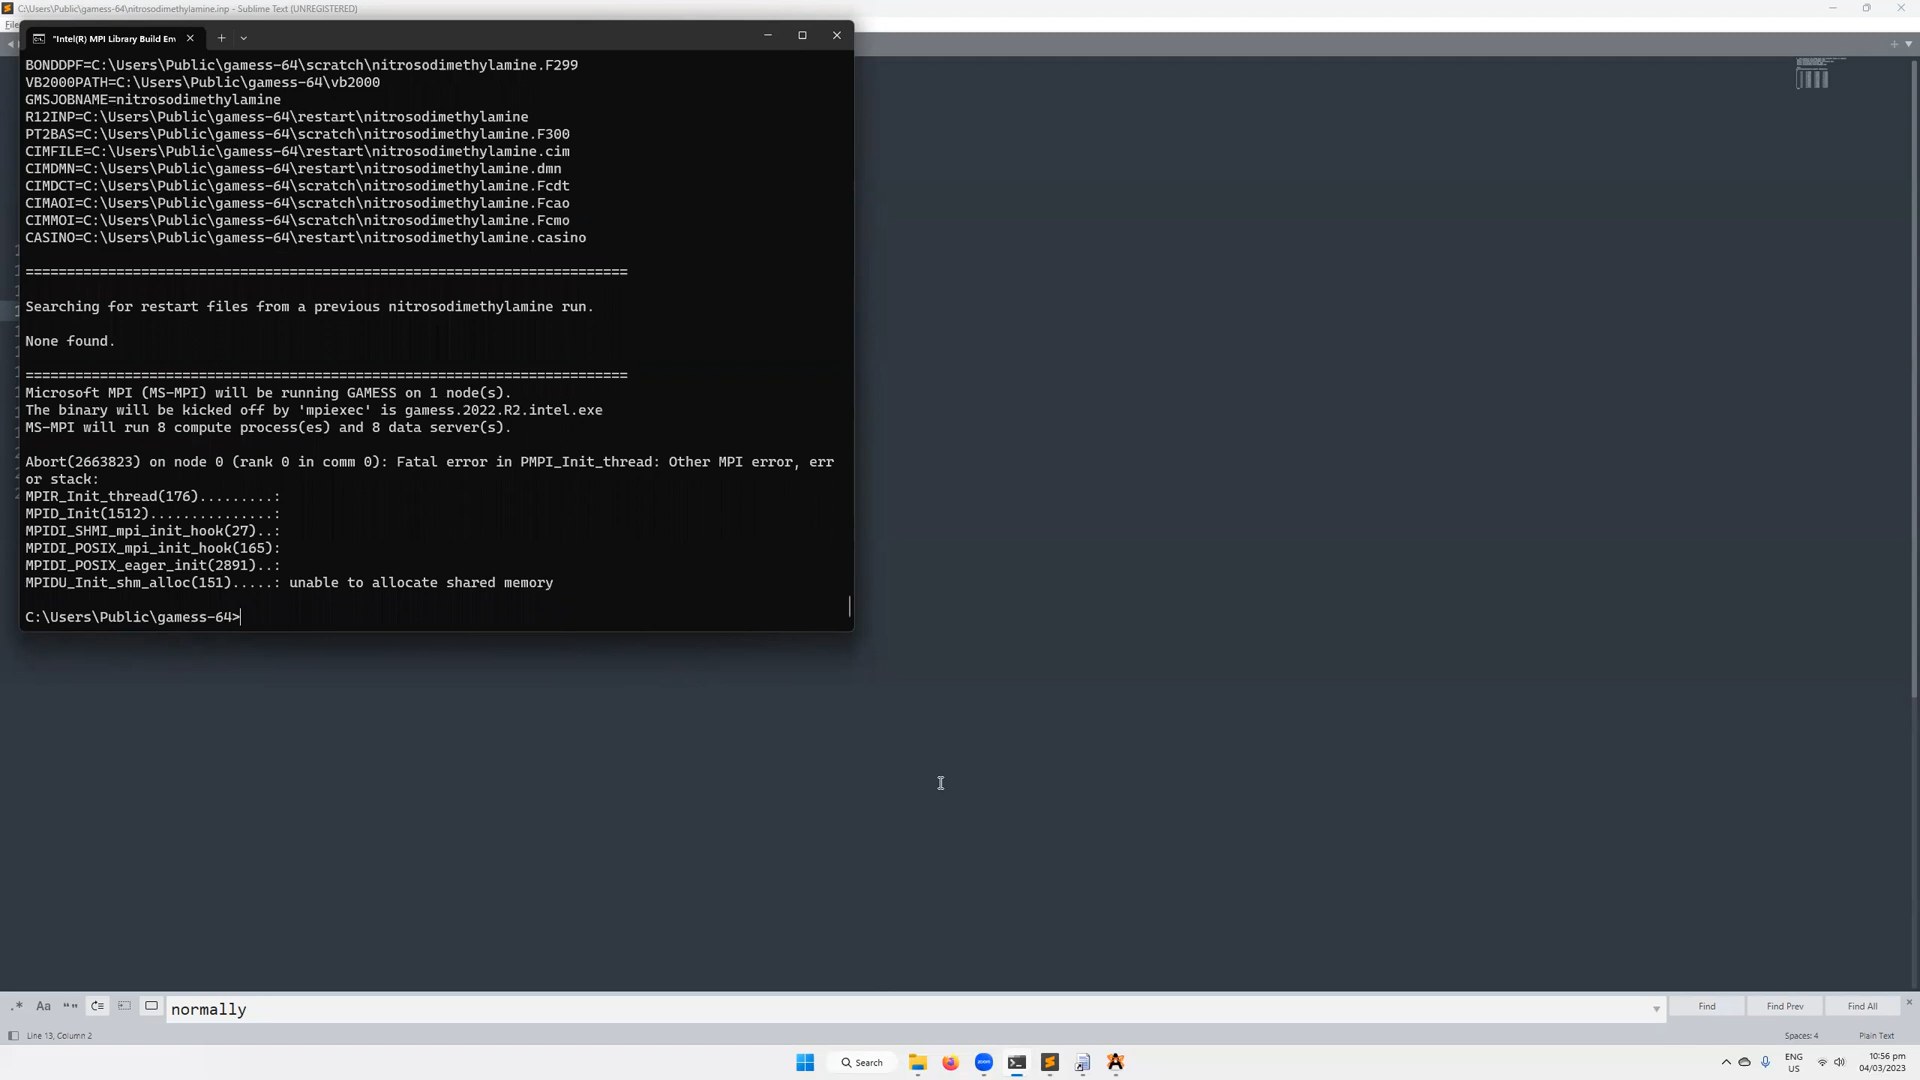 C:\Users\Public\gamess-64\nitrosodimethylamine.inp - Sublime Text (UNREGISTERED)
"Intel(R) MPI Library Build Env
BONDDPF=C:\Users\Public\gamess-64\scratch\nitrosodimethylamine.F299
VB2000PATH=C:\Users\Public\gamess-64\vb2000
GMSJOBNAME=nitrosodimethylamine
R12INP=C:\Users\Public\gamess-64\restart\nitrosodimethylamine
PT2BAS=C:\Users\Public\gamess-64\scratch\nitrosodimethylamine.F300
CIMFILE=C:\Users\Public\gamess-64\restart\nitrosodimethylamine.cim
CIMDMN=C:\Users\Public\gamess-64\restart\nitrosodimethylamine.dmn
CIMDCT=C:\Users\Public\gamess-64\scratch\nitrosodimethylamine.Fcdt
CIMAOI=C:\Users\Public\gamess-64\scratch\nitrosodimethylamine.Fcao
CIMMOI=C:\Users\Public\gamess-64\scratch\nitrosodimethylamine.Fcmo
CASINO=C:\Users\Public\gamess-64\restart\nitrosodimethylamine.casino
=========================================================================
Searching for restart files from a previous nitrosodimethylamine run.
None found.
=========================================================================
Microsoft MPI (MS-MPI) will be running GAMESS on 1 node(s).
The binary will be kicked off by 'mpiexec' is gamess.2022.R2.intel.exe
MS-MPI will run 8 compute process(es) and 8 data server(s).
Abort(2663823) on node 0 (rank 0 in comm 0): Fatal error in PMPI_Init_thread: Other MPI error, err
or stack:
MPIR_Init_thread(176).........:
MPID_Init(1512)...............:
MPIDI_SHMI_mpi_init_hook(27)..:
MPIDI_POSIX_mpi_init_hook(165):
MPIDI_POSIX_eager_init(2891)..:
MPIDU_Init_shm_alloc(151).....: unable to allocate shared memory
C:\Users\Public\gamess-64>
.* Aa "" normally Find Find Prev Find All
Line 13, Column 2 Spaces: 4 Plain Text
Search zoom ENG US 10:56 pm 04/03/2023